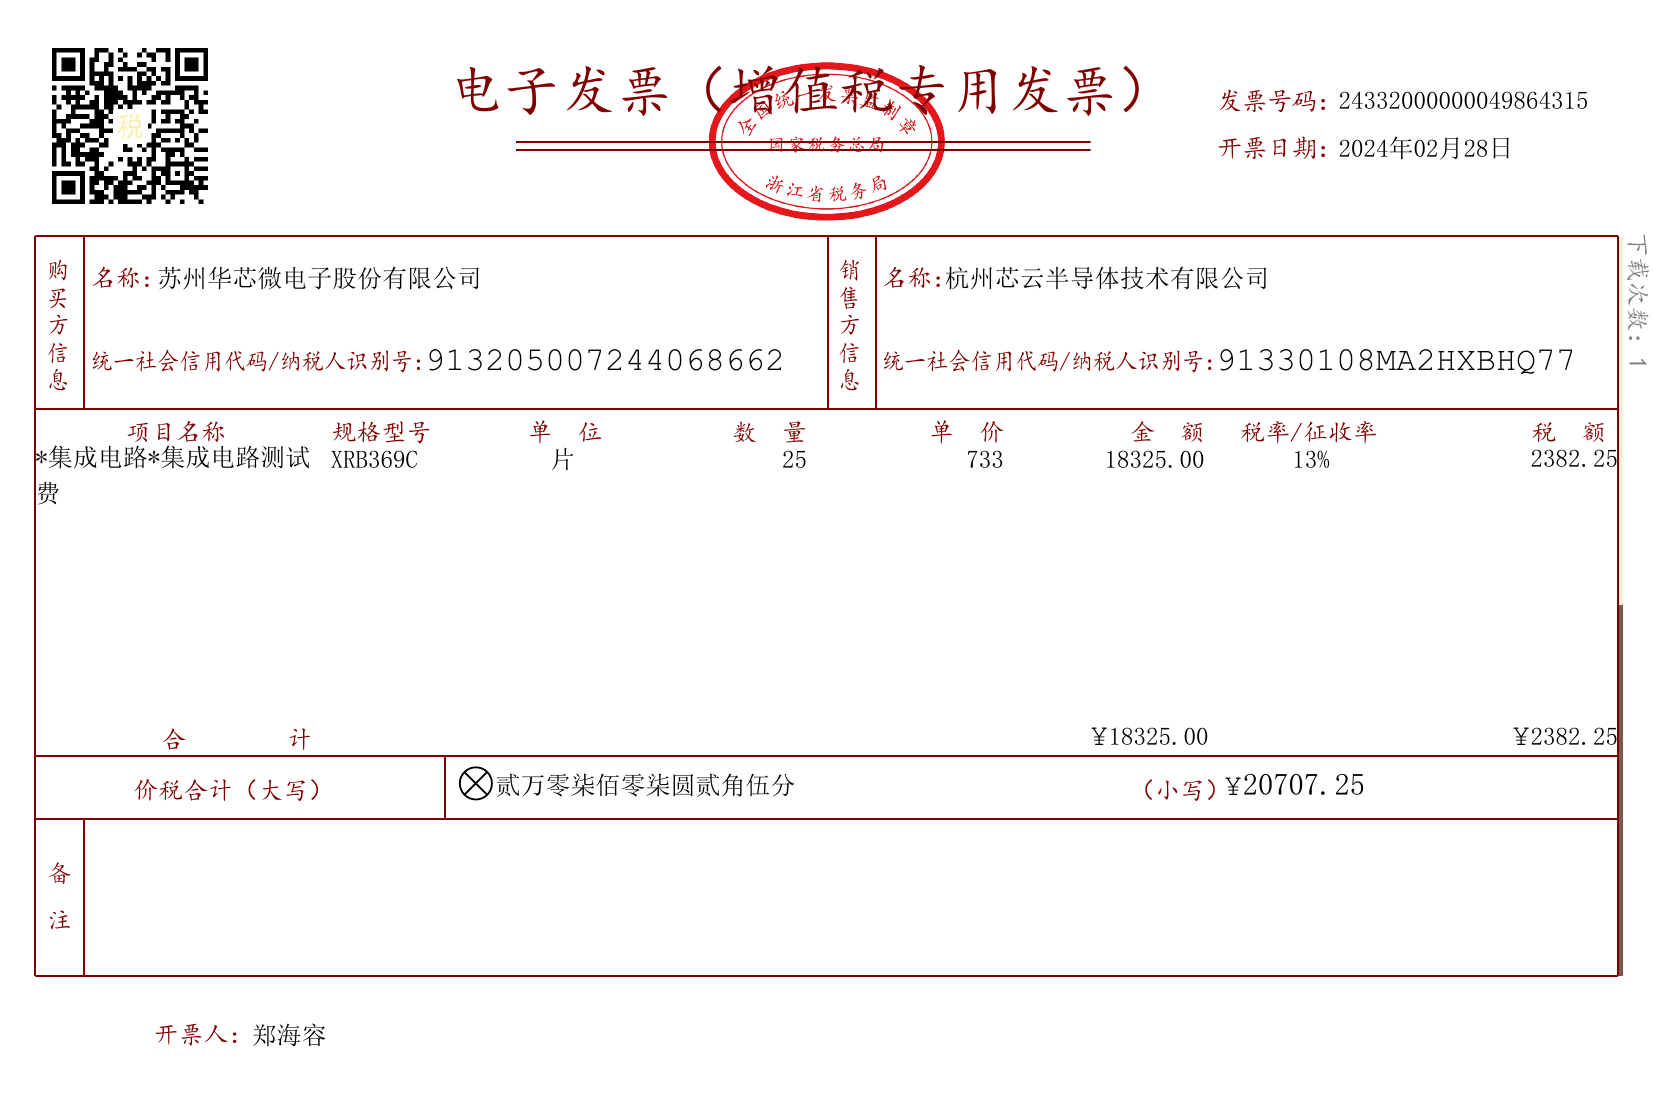 电子发票（增值税专用发票）
全国统一发票监制章
国家税务总局
浙江省税务局
税
发票号码：24332000000049864315
开票日期：2024年02月28日
下载次数：1
购买方信息
名称：苏州华芯微电子股份有限公司
统一社会信用代码/纳税人识别号：913205007244068662
销售方信息
名称：杭州芯云半导体技术有限公司
统一社会信用代码/纳税人识别号：91330108MA2HXBHQ77
项目名称 规格型号 单 位 数 量 单 价 金 额 税率/征收率 税 额
*集成电路*集成电路测试 XRB369C 片 25 733 18325.00 13% 2382.25
费
合 计 ¥18325.00 ¥2382.25
价税合计（大写） 贰万零柒佰零柒圆贰角伍分 （小写）¥20707.25
备注
开票人：郑海容